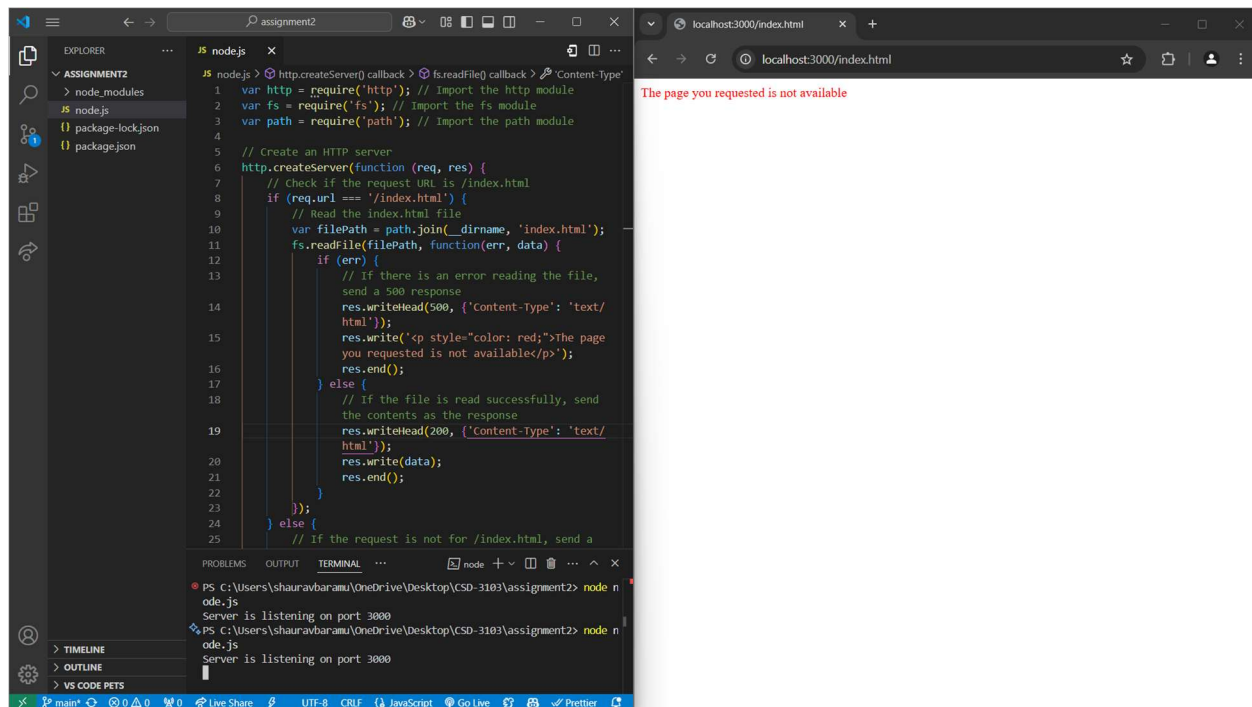 assignment2
EXPLORER
ASSIGNMENT2
node_modules
JS node.js
{} package-lock.json
{} package.json
TIMELINE
OUTLINE
VS CODE PETS
JS node.js
JS node.js > http.createServer() callback > fs.readFile() callback > 'Content-Type'
1 var http = require('http'); // Import the http module
2 var fs = require('fs'); // Import the fs module
3 var path = require('path'); // Import the path module
4
5 // Create an HTTP server
6 http.createServer(function (req, res) {
7 // Check if the request URL is /index.html
8 if (req.url === '/index.html') {
9 // Read the index.html file
10 var filePath = path.join(__dirname, 'index.html');
11 fs.readFile(filePath, function(err, data) {
12 if (err) {
13 // If there is an error reading the file,
send a 500 response
14 res.writeHead(500, {'Content-Type': 'text/
html'});
15 res.write('<p style="color: red;">The page
you requested is not available</p>');
16 res.end();
17 } else {
18 // If the file is read successfully, send
the contents as the response
19 res.writeHead(200, {'Content-Type': 'text/
html'});
20 res.write(data);
21 res.end();
22 }
23 });
24 } else {
25 // If the request is not for /index.html, send a
PROBLEMS OUTPUT TERMINAL ··· node
PS C:\Users\shauravbaramu\OneDrive\Desktop\CSD-3103\assignment2> node n
ode.js
Server is listening on port 3000
PS C:\Users\shauravbaramu\OneDrive\Desktop\CSD-3103\assignment2> node n
ode.js
Server is listening on port 3000
main* 0 0 0 Live Share UTF-8 CRLF {} JavaScript Go Live Prettier
localhost:3000/index.html
localhost:3000/index.html
The page you requested is not available